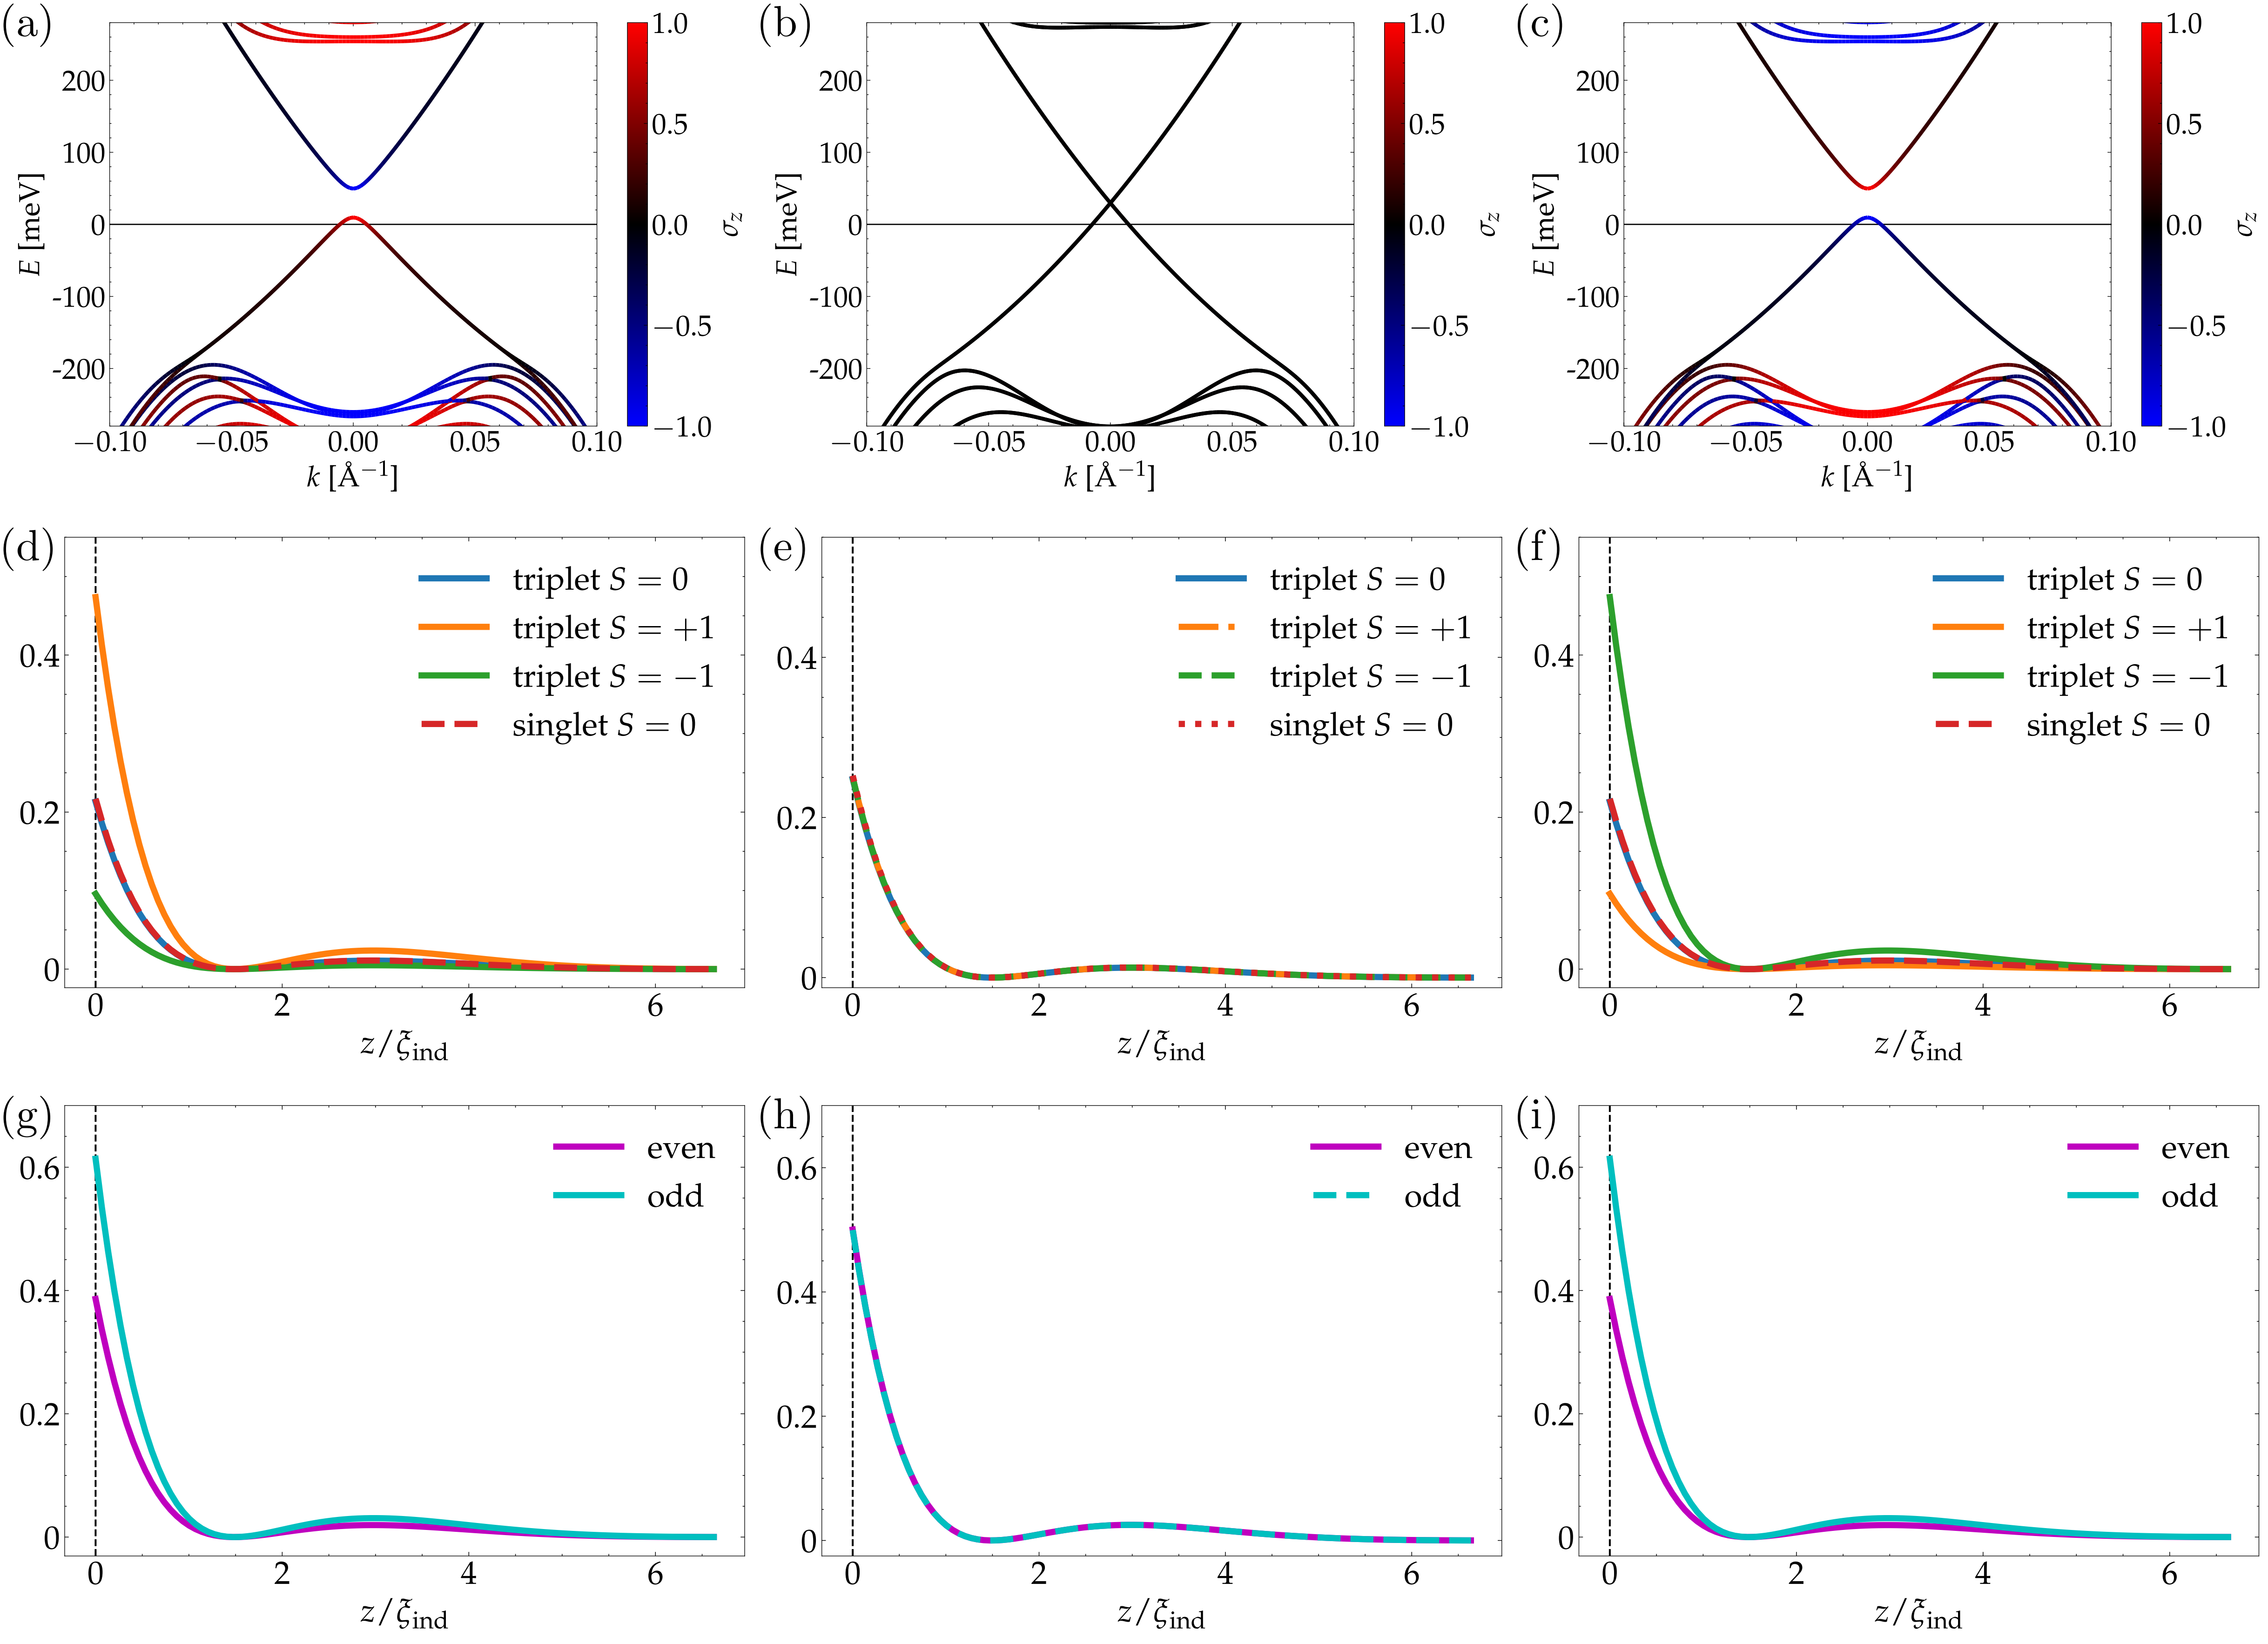 (a)
200
100
0
-100
-200
E [meV]
−0.10 −0.05 0.00 0.05 0.10
k [Å⁻¹]
1.0
0.5
0.0
−0.5
−1.0
σz
(b)
200
100
0
-100
-200
E [meV]
−0.10 −0.05 0.00 0.05 0.10
k [Å⁻¹]
1.0
0.5
0.0
−0.5
−1.0
σz
(c)
200
100
0
-100
-200
E [meV]
−0.10 −0.05 0.00 0.05 0.10
k [Å⁻¹]
1.0
0.5
0.0
−0.5
−1.0
σz
(d)
triplet S = 0
triplet S = +1
triplet S = −1
singlet S = 0
0.4
0.2
0
0 2 4 6
z/ξind
(e)
triplet S = 0
triplet S = +1
triplet S = −1
singlet S = 0
0.4
0.2
0
0 2 4 6
z/ξind
(f)
triplet S = 0
triplet S = +1
triplet S = −1
singlet S = 0
0.4
0.2
0
0 2 4 6
z/ξind
(g)
even
odd
0.6
0.4
0.2
0
0 2 4 6
z/ξind
(h)
even
odd
0.6
0.4
0.2
0
0 2 4 6
z/ξind
(i)
even
odd
0.6
0.4
0.2
0
0 2 4 6
z/ξind